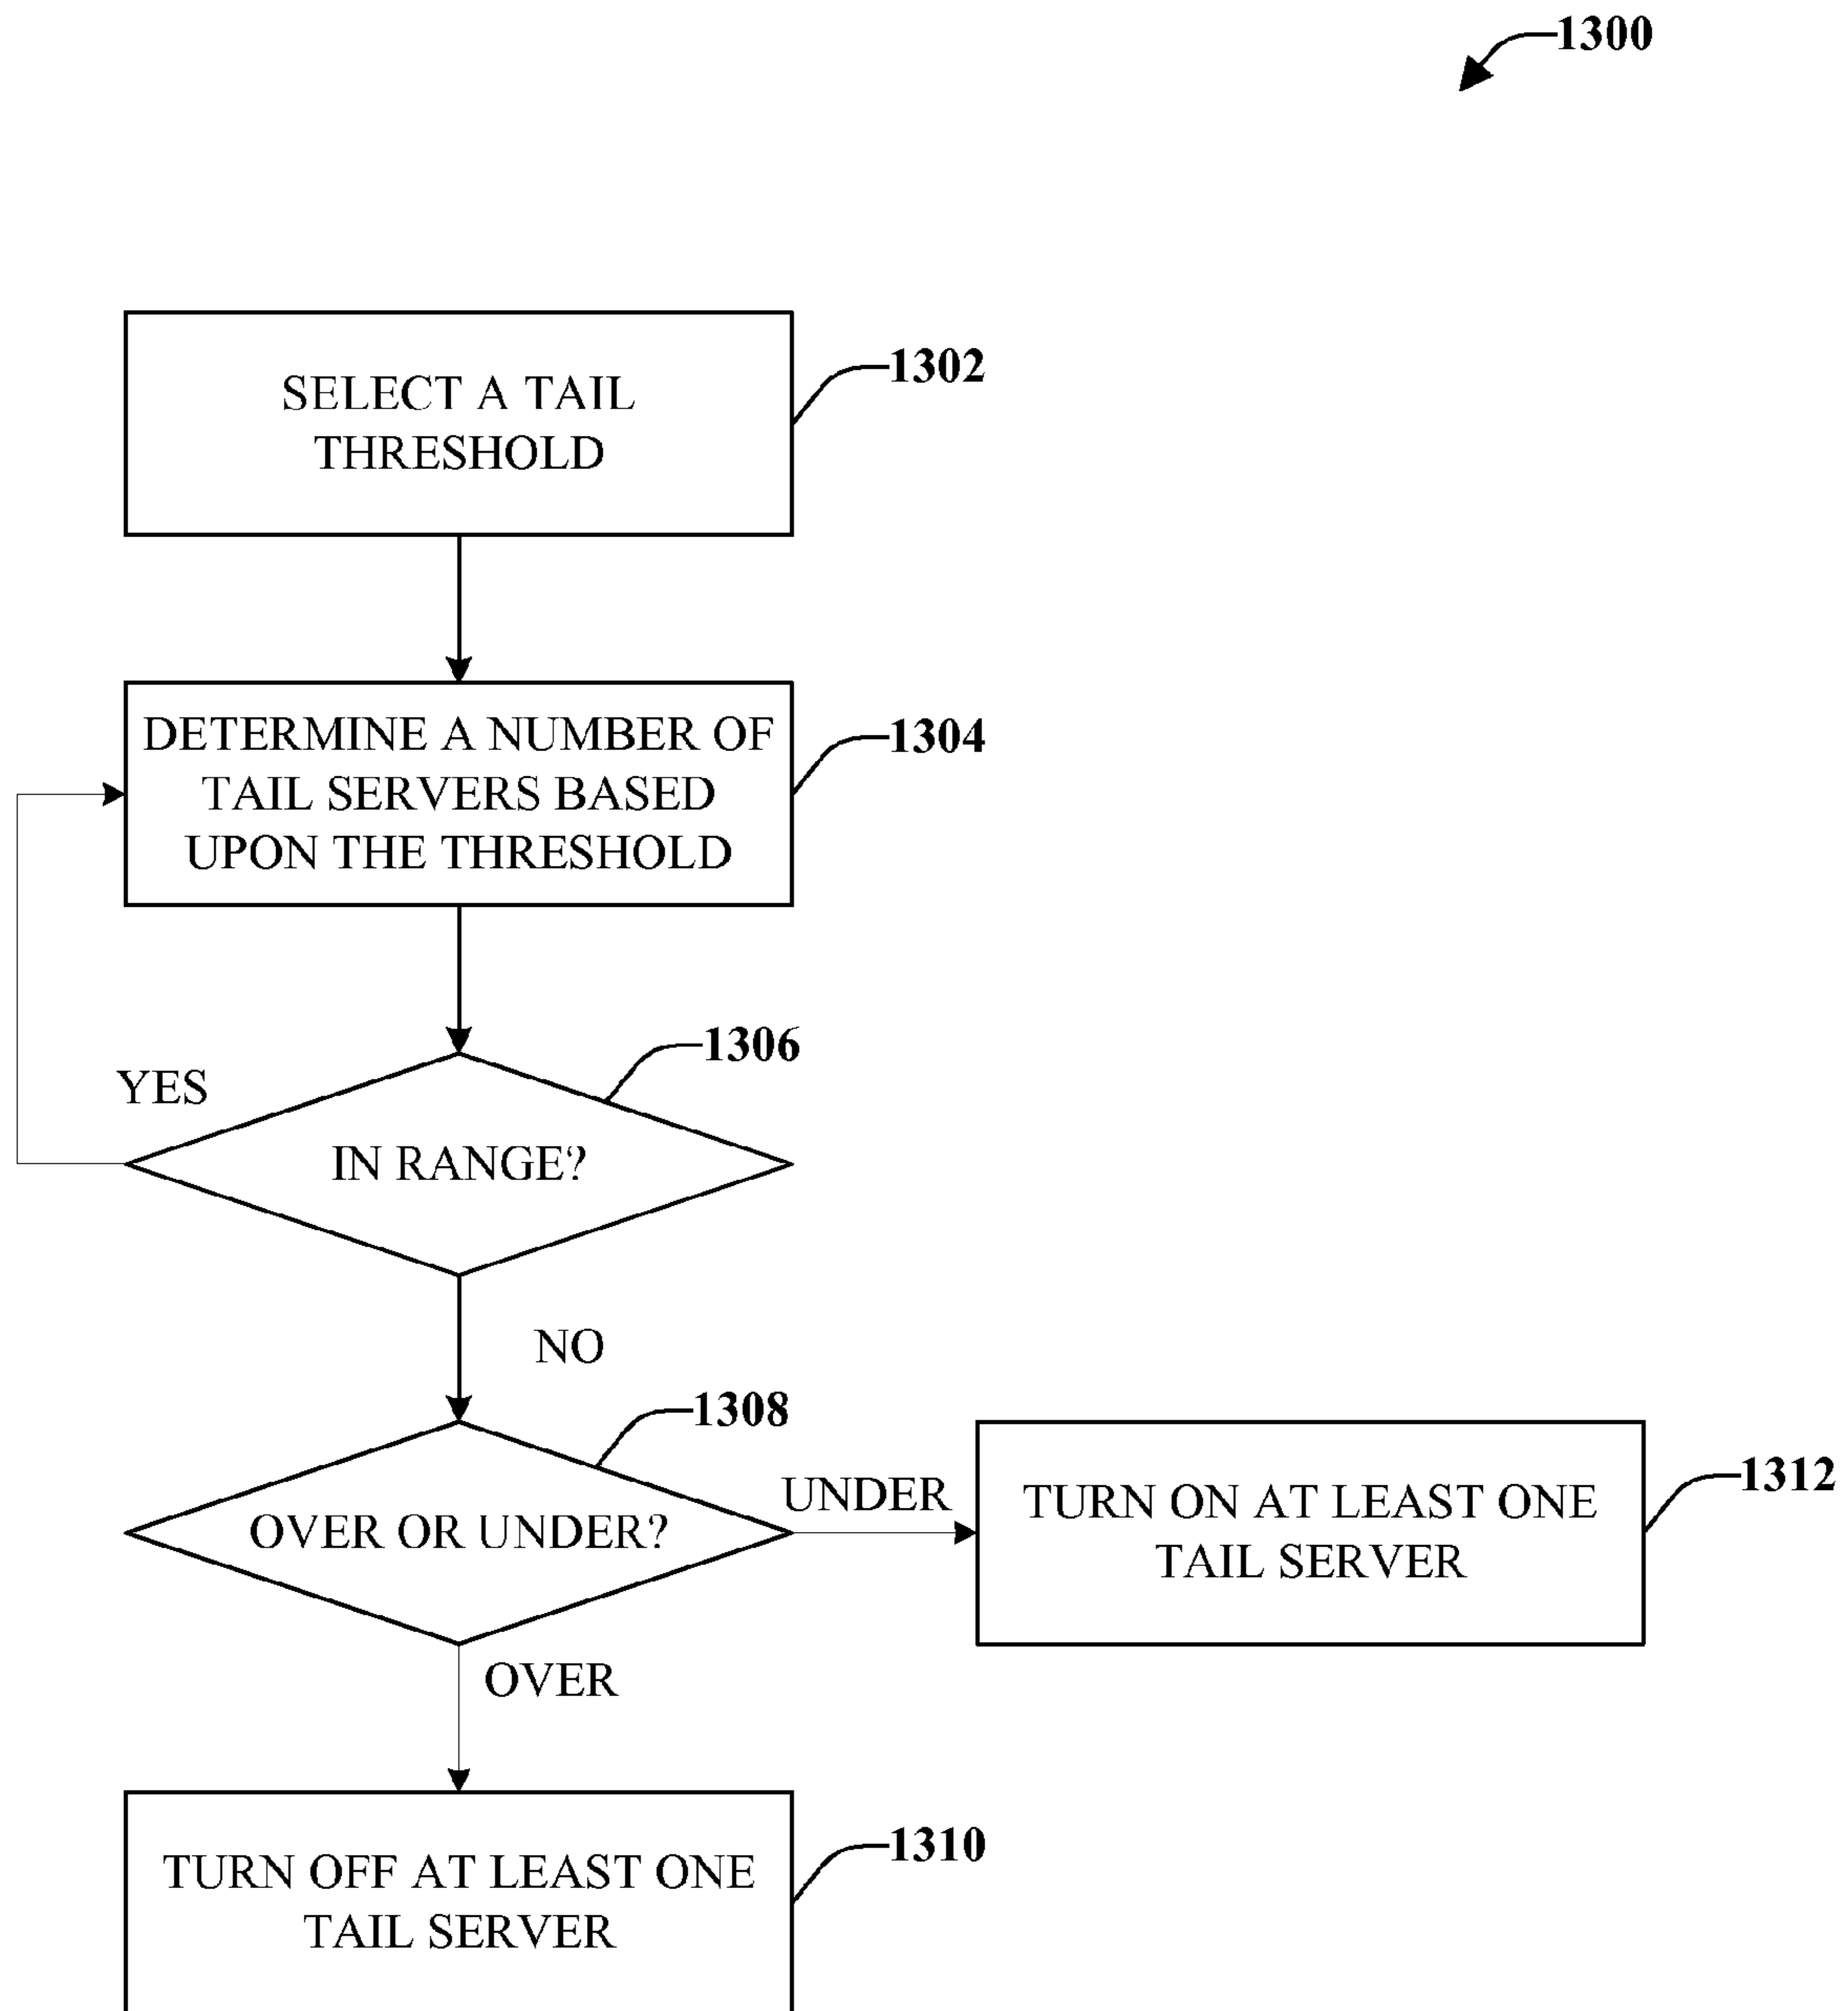 1300
SELECT A TAIL
THRESHOLD
1302
DETERMINE A NUMBER OF
TAIL SERVERS BASED
UPON THE THRESHOLD
1304
1306
YES
IN RANGE?
NO
1308
OVER OR UNDER?
UNDER
TURN ON AT LEAST ONE
TAIL SERVER
1312
OVER
TURN OFF AT LEAST ONE
TAIL SERVER
1310